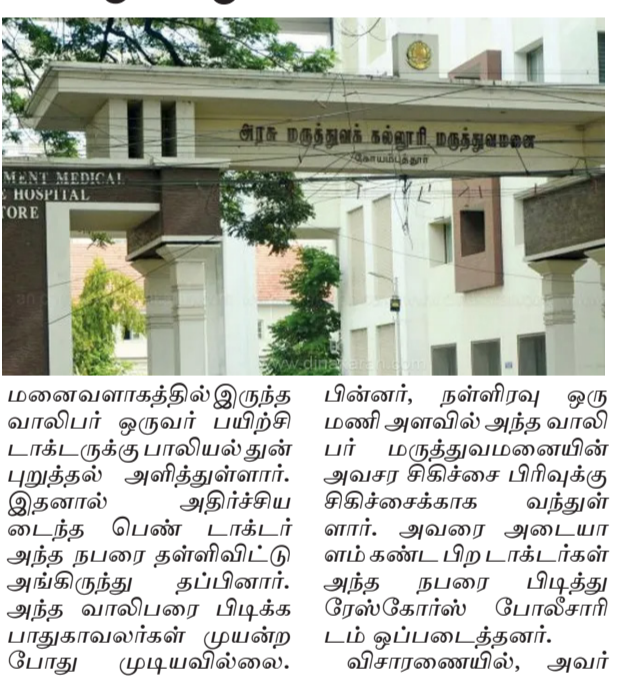 அரசு மருத்துவக் கல்லூரி மருத்துவமனை
கோயம்புத்தூர்
MENT MEDICAL
HOSPITAL
TORE
www.dinakaran.com
மனைவளாகத்தில் இருந்த
வாலிபர் ஒருவர் பயிற்சி
டாக்டருக்கு பாலியல் துன்
புறுத்தல் அளித்துள்ளார்.
இதனால் அதிர்ச்சிய
டைந்த பெண் டாக்டர்
அந்த நபரை தள்ளிவிட்டு
அங்கிருந்து தப்பினார்.
அந்த வாலிபரை பிடிக்க
பாதுகாவலர்கள் முயன்ற
போது முடியவில்லை.
பின்னர், நள்ளிரவு ஒரு
மணி அளவில் அந்த வாலி
பர் மருத்துவமனையின்
அவசர சிகிச்சை பிரிவுக்கு
சிகிச்சைக்காக வந்துள்
ளார். அவரை அடையா
ளம் கண்ட பிற டாக்டர்கள்
அந்த நபரை பிடித்து
ரேஸ்கோர்ஸ் போலீசாரி
டம் ஒப்படைத்தனர்.
விசாரணையில், அவர்